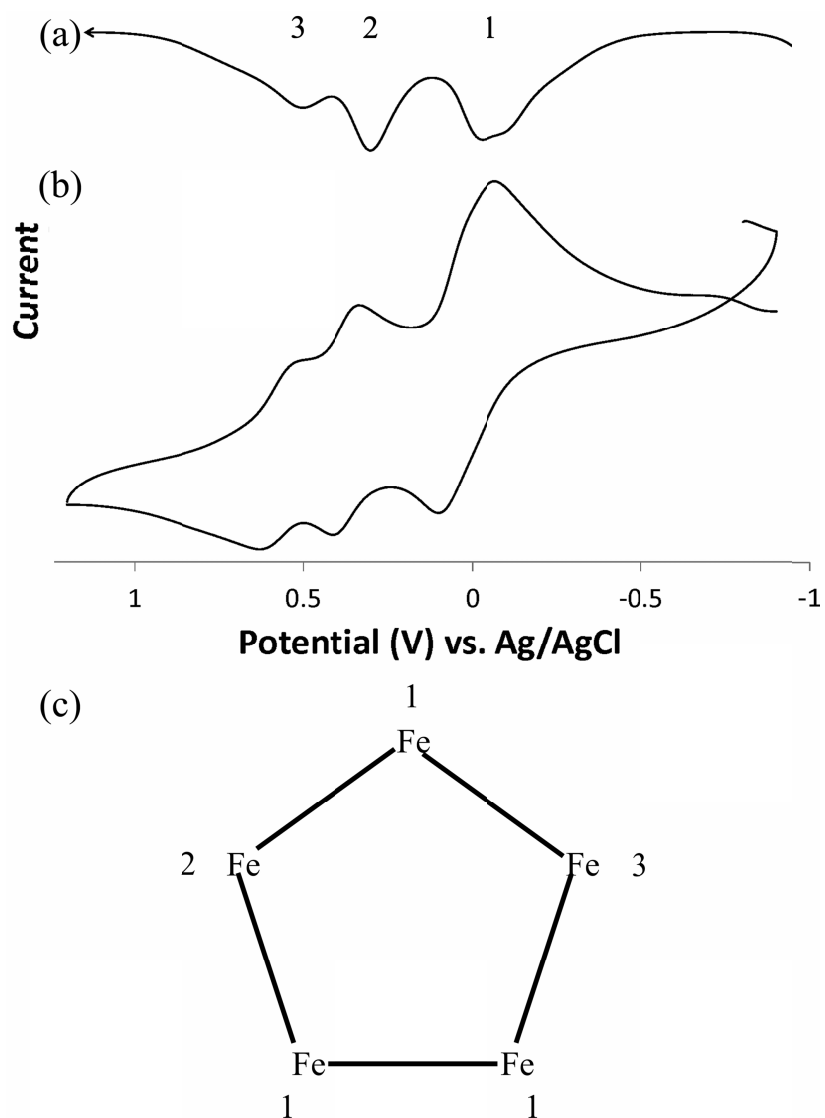 (a) 3 2 1
(b)
Current
1 0.5 0 -0.5 -1
Potential (V) vs. Ag/AgCl
(c) 1
Fe
2 Fe Fe 3
Fe Fe
1 1